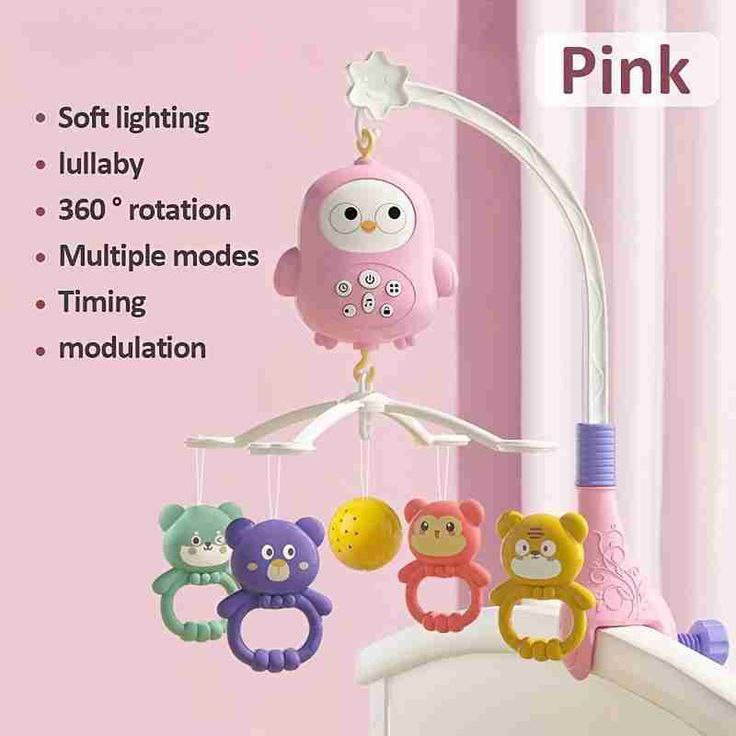 Pink
• Soft lighting
• lullaby
• 360 ° rotation
• Multiple modes
• Timing
• modulation